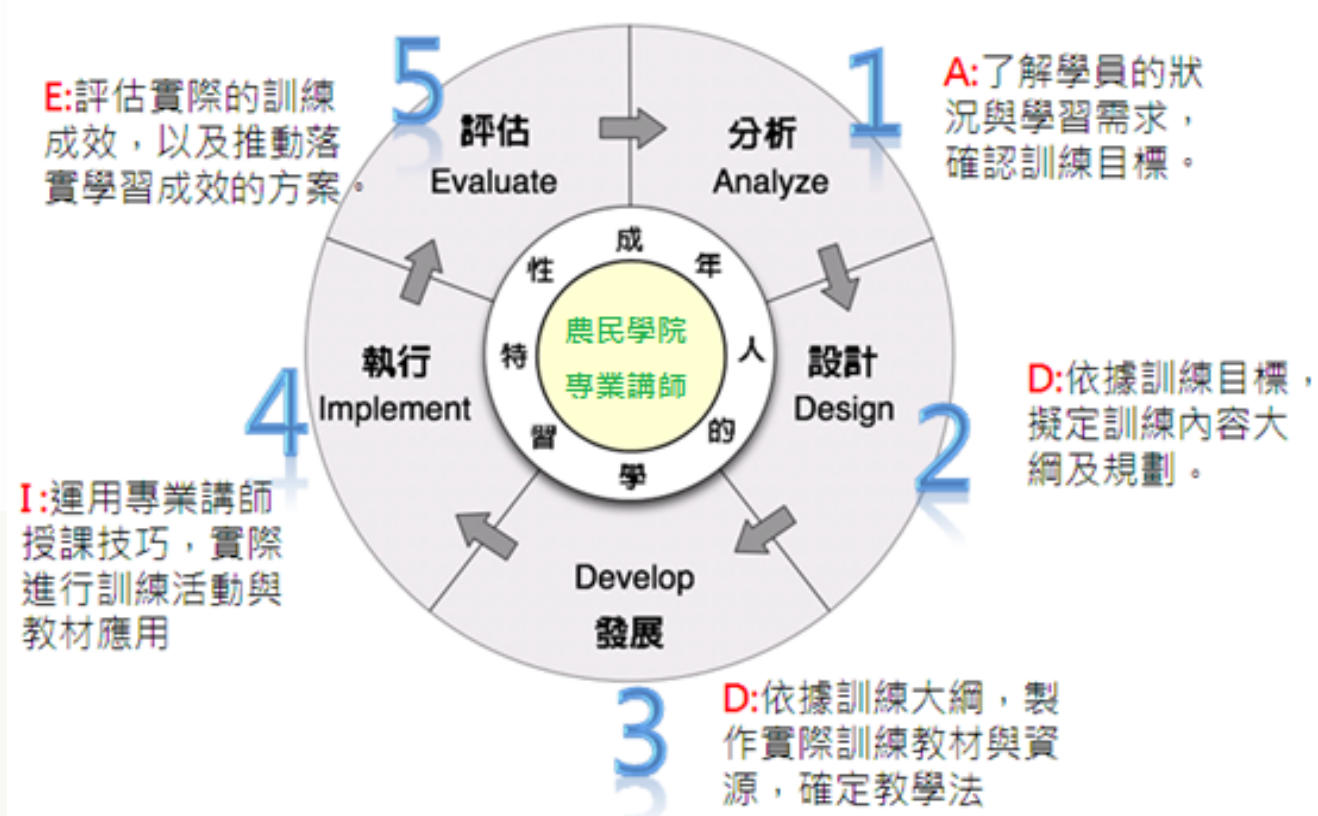 5
評估
Evaluate
E:評估實際的訓練
成效，以及推動落
實學習成效的方案。
1
分析
Analyze
A:了解學員的狀
況與學習需求，
確認訓練目標。
成年人的學習特性
農民學院
專業講師
設計
Design
2
D:依據訓練目標，
擬定訓練內容大
綱及規劃。
Develop
發展
3
D:依據訓練大綱，製
作實際訓練教材與資
源，確定教學法
執行
Implement
4
I:運用專業講師
授課技巧，實際
進行訓練活動與
教材應用